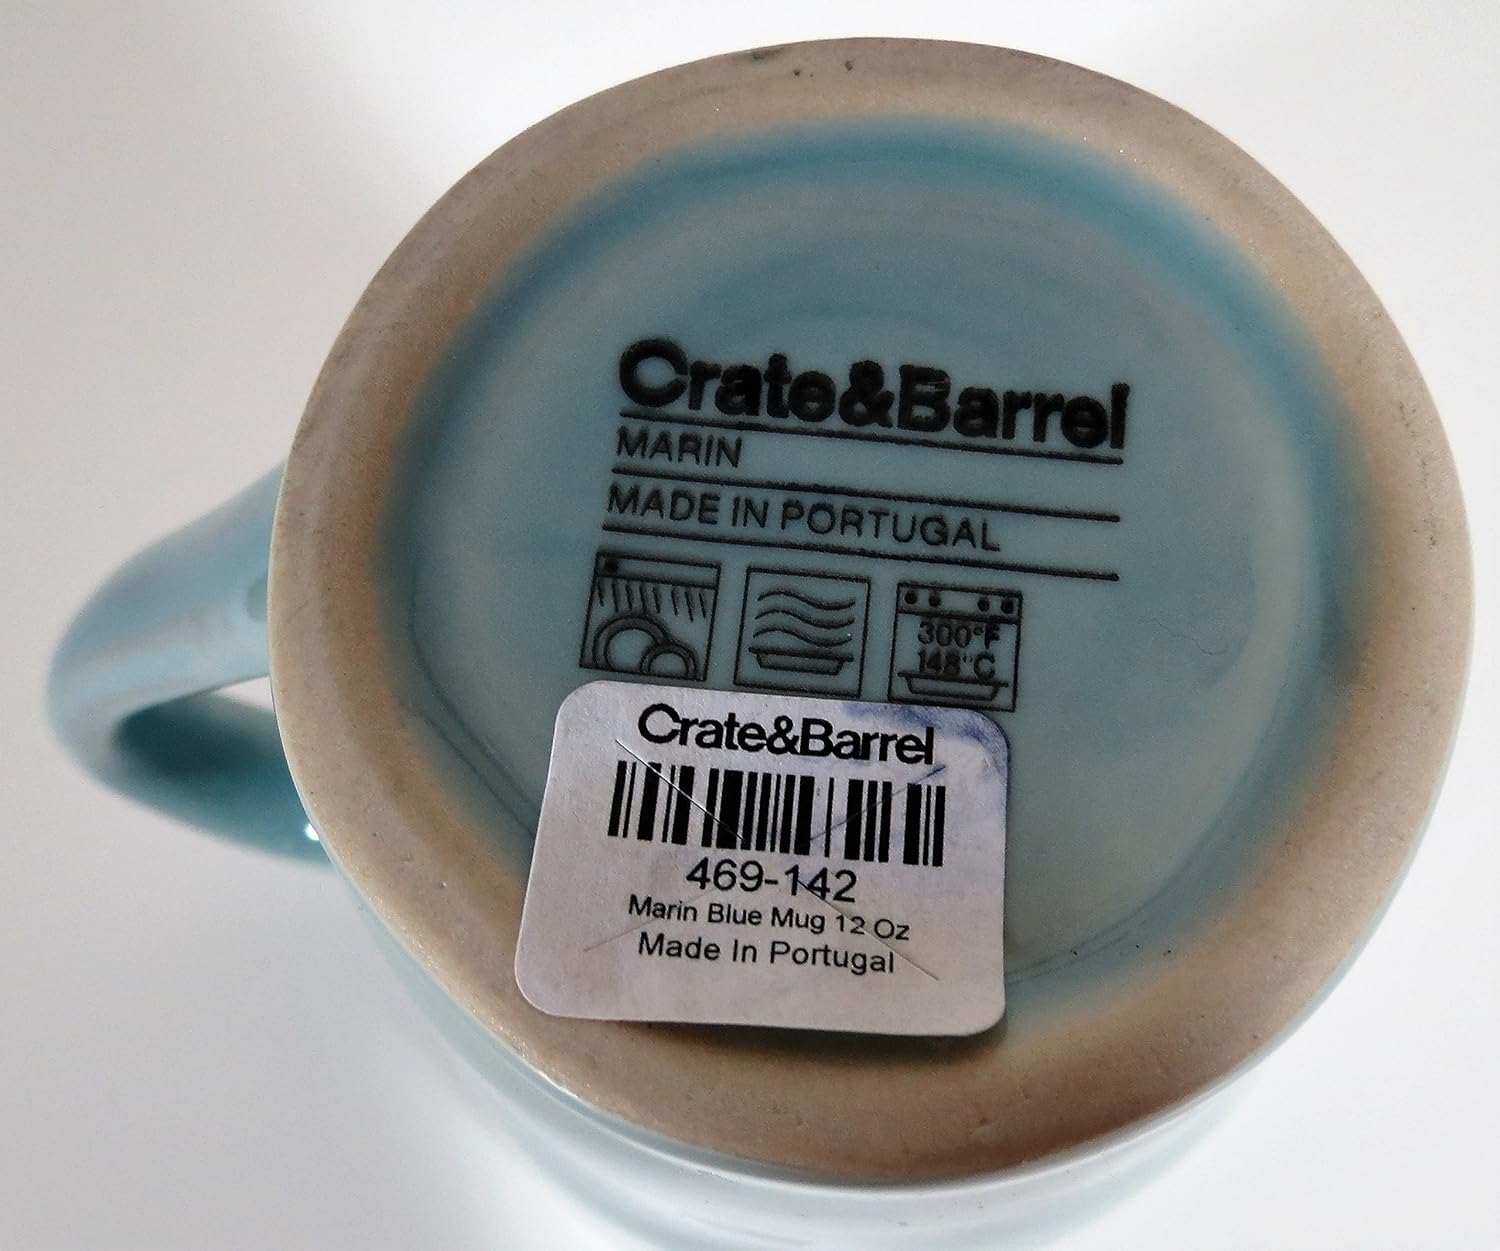 Crate&Barrel
MARIN
MADE IN PORTUGAL
300°F
148°C
Crate&Barrel
469-142
Marin Blue Mug 12 Oz
Made In Portugal